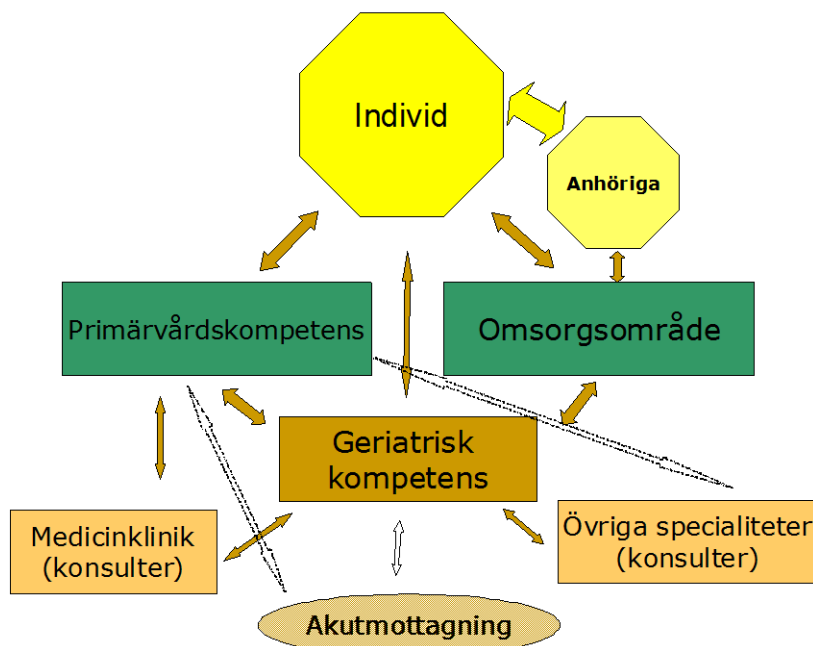 Individ
Anhöriga
Primärvårdskompetens
Omsorgsområde
Geriatrisk
kompetens
Medicinklinik
(konsulter)
Övriga specialiteter
(konsulter)
Akutmottagning